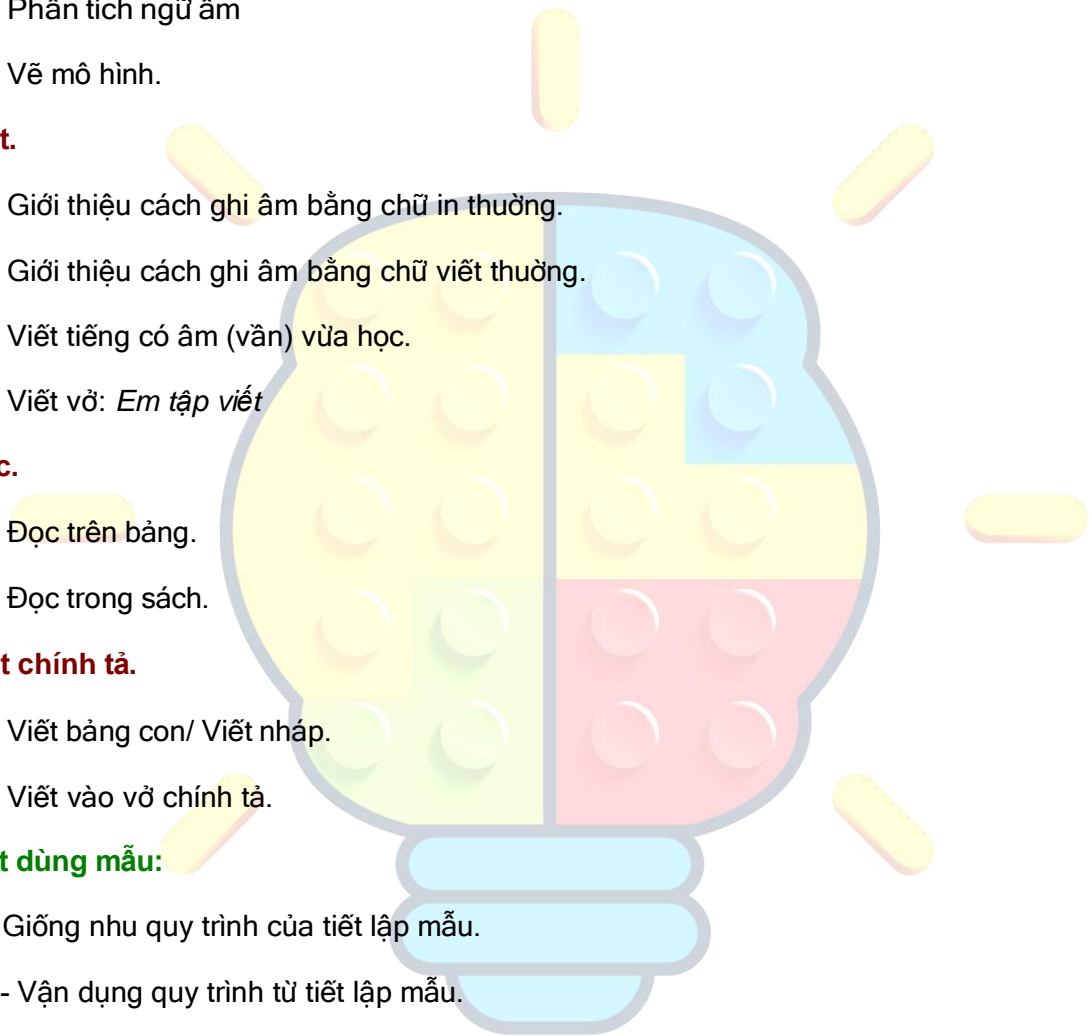 Phân tích ngữ âm
Vẽ mô hình.
t.
Giới thiệu cách ghi âm bằng chữ in thuờng.
Giới thiệu cách ghi âm bằng chữ viết thuờng.
Viết tiếng có âm (vần) vừa học.
Viết vở: Em tập viết
c.
Đọc trên bảng.
Đọc trong sách.
t chính tả.
Viết bảng con/ Viết nháp.
Viết vào vở chính tả.
t dùng mẫu:
Giống nhu quy trình của tiết lập mẫu.
- Vận dụng quy trình từ tiết lập mẫu.